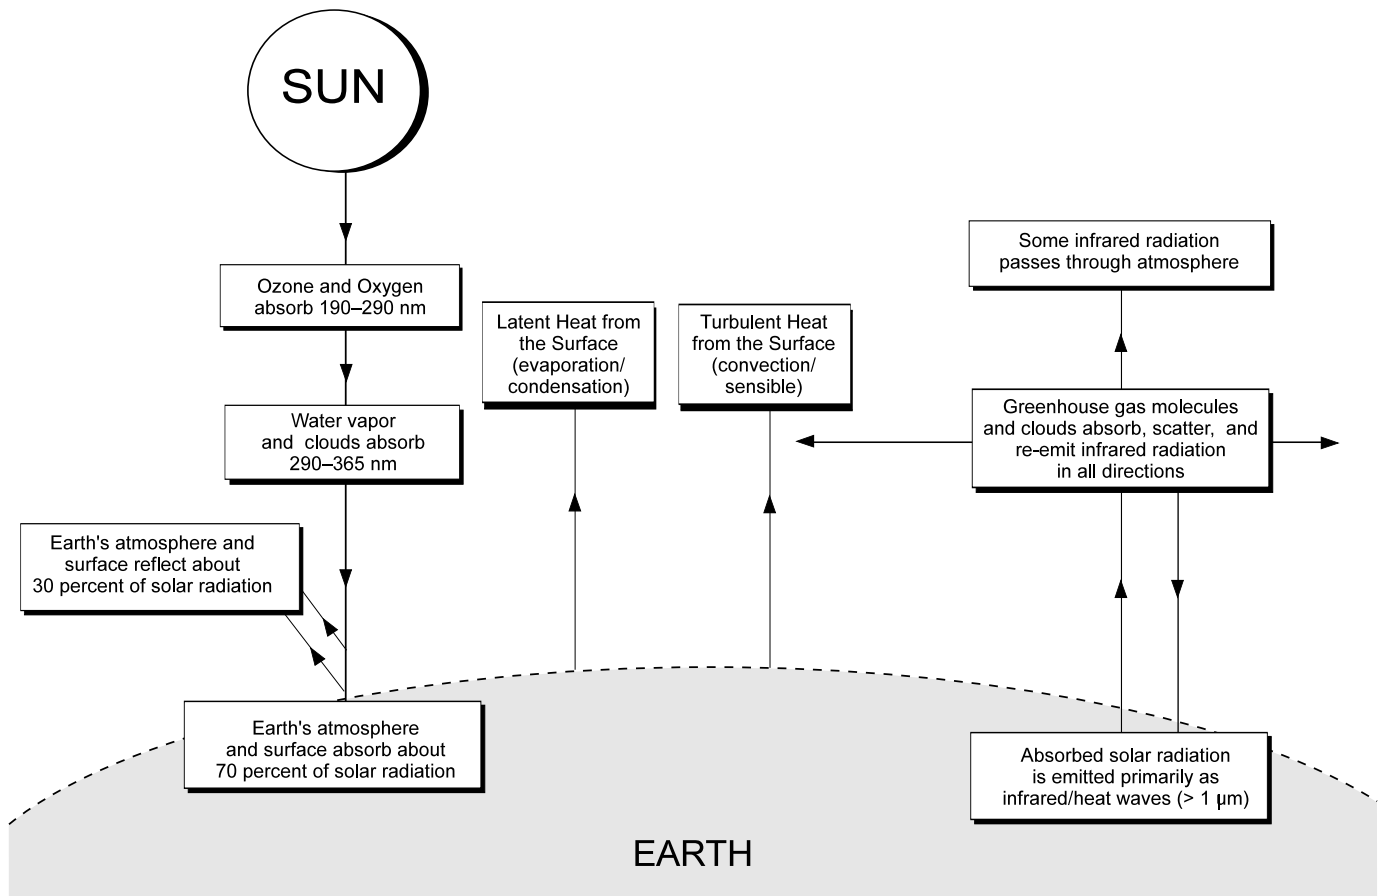 SUN
Ozone and Oxygen
absorb 190–290 nm
Water vapor
and clouds absorb
290–365 nm
Earth's atmosphere and
surface reflect about
30 percent of solar radiation
Earth's atmosphere
and surface absorb about
70 percent of solar radiation
Latent Heat from
the Surface
(evaporation/
condensation)
Turbulent Heat
from the Surface
(convection/
sensible)
Some infrared radiation
passes through atmosphere
Greenhouse gas molecules
and clouds absorb, scatter, and
re-emit infrared radiation
in all directions
Absorbed solar radiation
is emitted primarily as
infrared/heat waves (> 1 μm)
EARTH